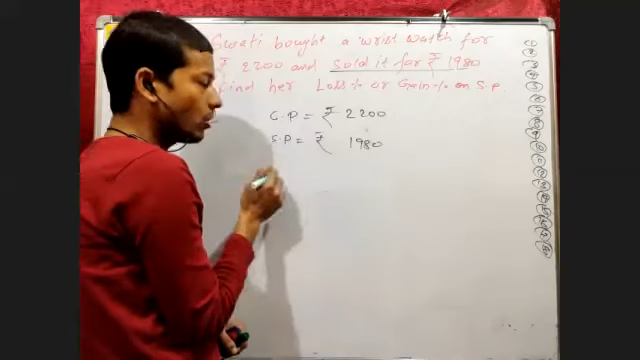 Swati bought a wrist watch for
₹ 2200 and sold it for ₹ 1980
find her Loss % or Gain % on S.P.
C.P = ₹ 2200
S.P = ₹ 1980